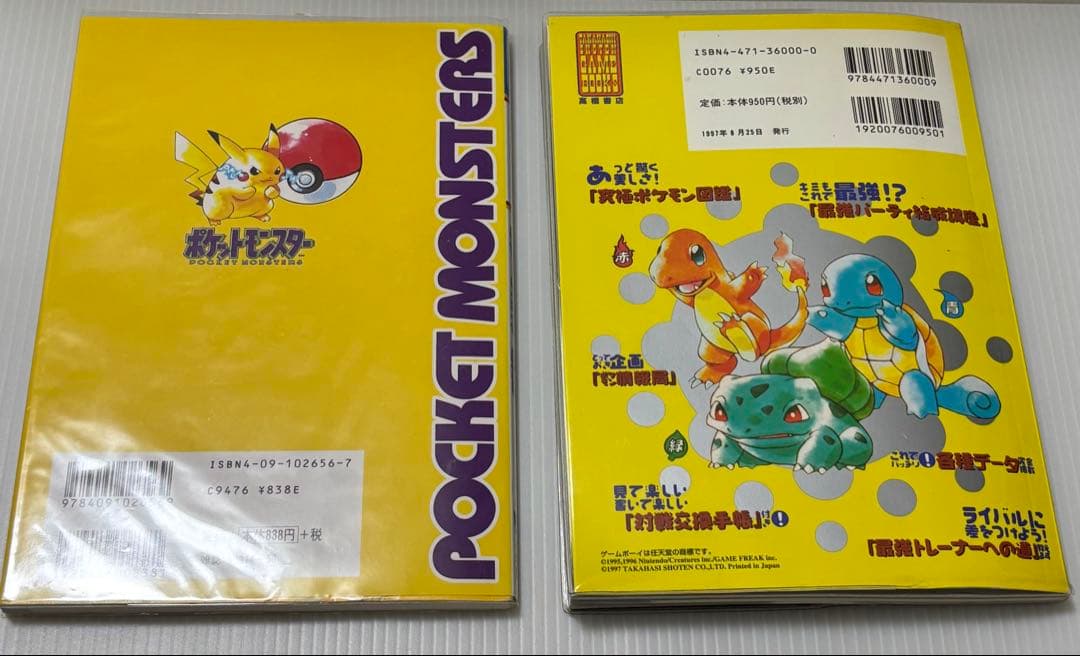 ポケットモンスター
POCKET MONSTERS
POCKET MONSTERS
ISBN4-09-102656-7
C9476 ¥838E
本体838円+税
雑誌
高橋書店
ISBN4-471-36000-0
C0076 ¥950E
定価:本体950円(税別)
1997年6月25日 発行
9784471360009
1920076009501
あっと驚く
美しさ!
「究極ポケモン図鑑」
キミも
これで最強!?
「最強パーティ結成講座」
赤
青
緑
企画
「情報局」
これで
バッチリ!各種データ
見て楽しい
書いて楽しい
「対戦交換手帳」付き!
ライバルに
差をつけよう!
「最強トレーナーへの道」
ゲームボーイは任天堂の商標です。
©1995,1996 Nintendo/Creatures inc./GAME FREAK inc.
©1997 TAKAHASI SHOTEN CO.,LTD. Printed in Japan